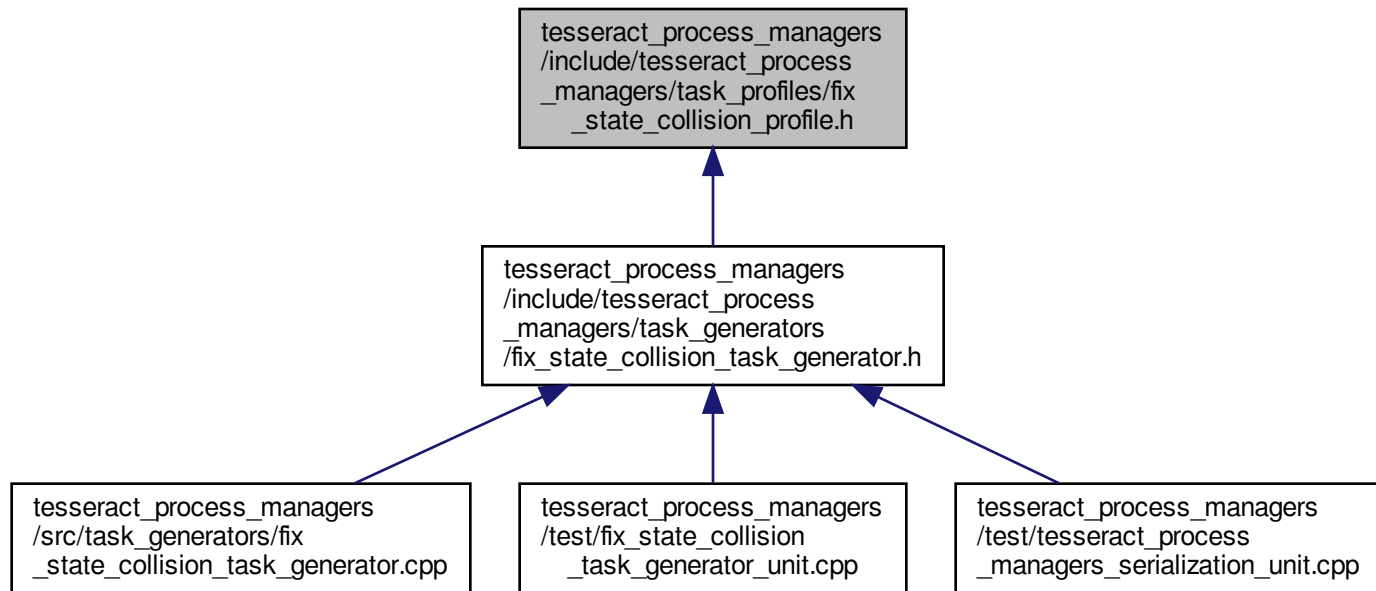 tesseract_process_managers
/include/tesseract_process
_managers/task_profiles/fix
_state_collision_profile.h
tesseract_process_managers
/include/tesseract_process
_managers/task_generators
/fix_state_collision_task_generator.h
tesseract_process_managers
/src/task_generators/fix
_state_collision_task_generator.cpp
tesseract_process_managers
/test/fix_state_collision
_task_generator_unit.cpp
tesseract_process_managers
/test/tesseract_process
_managers_serialization_unit.cpp